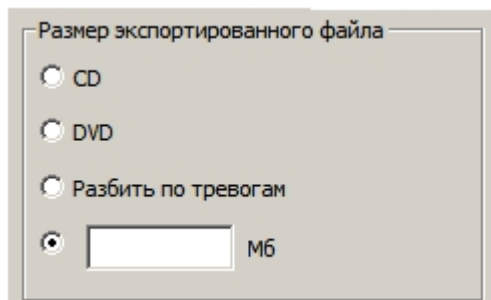 Размер экспортированного файла
CD
DVD
Разбить по тревогам
Мб